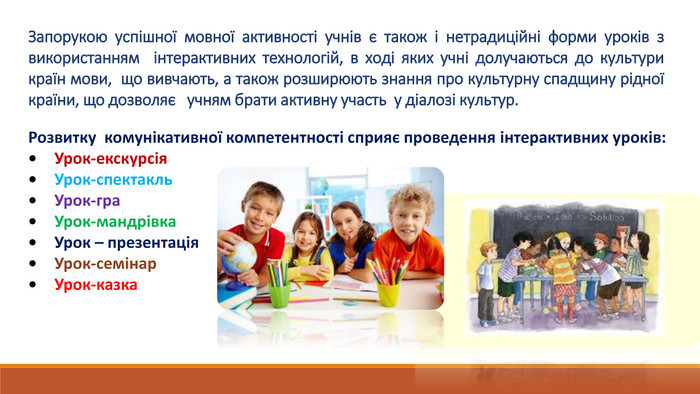 Запорукою успішної мовної активності учнів є також і нетрадиційні форми уроків з
використанням інтерактивних технологій, в ході яких учні долучаються до культури
країн мови, що вивчають, а також розширюють знання про культурну спадщину рідної
країни, що дозволяє учням брати активну участь у діалозі культур.
Розвитку комунікативної компетентності сприяє проведення інтерактивних уроків:
• Урок-екскурсія
• Урок-спектакль
• Урок-гра
• Урок-мандрівка
• Урок – презентація
• Урок-семінар
• Урок-казка